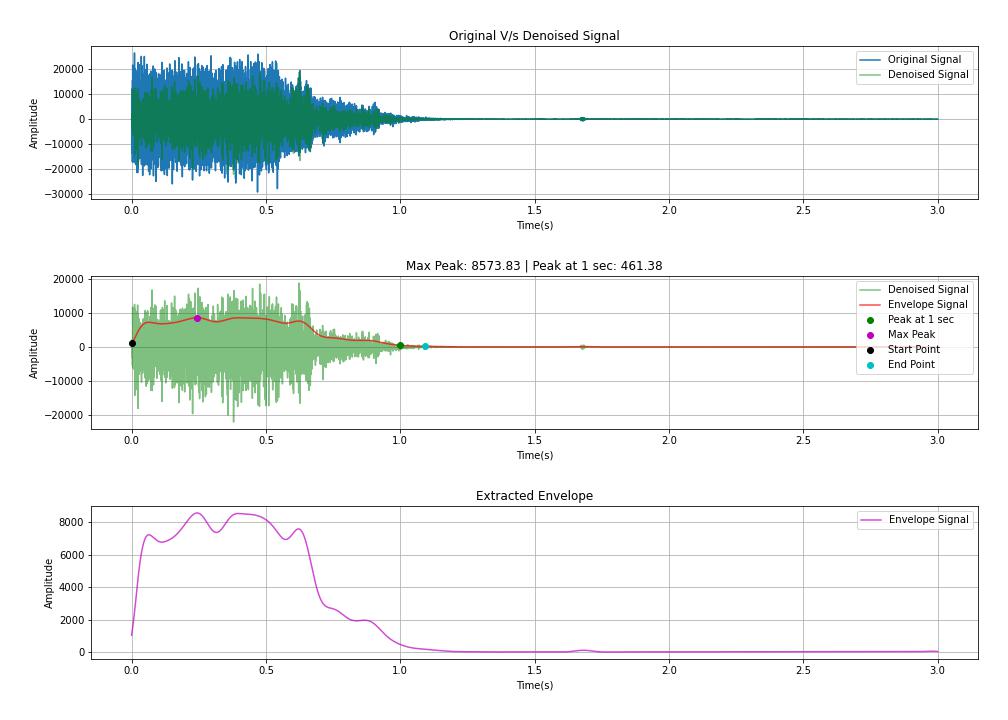 Original V/s Denoised Signal
20000
10000
0
−10000
−20000
−30000
Amplitude
Original Signal
Denoised Signal
0.0 0.5 1.0 1.5 2.0 2.5 3.0
Time(s)
Max Peak: 8573.83 | Peak at 1 sec: 461.38
20000
10000
0
−10000
−20000
Amplitude
Denoised Signal
Envelope Signal
Peak at 1 sec
Max Peak
Start Point
End Point
0.0 0.5 1.0 1.5 2.0 2.5 3.0
Time(s)
Extracted Envelope
8000
6000
4000
2000
0
Amplitude
Envelope Signal
0.0 0.5 1.0 1.5 2.0 2.5 3.0
Time(s)